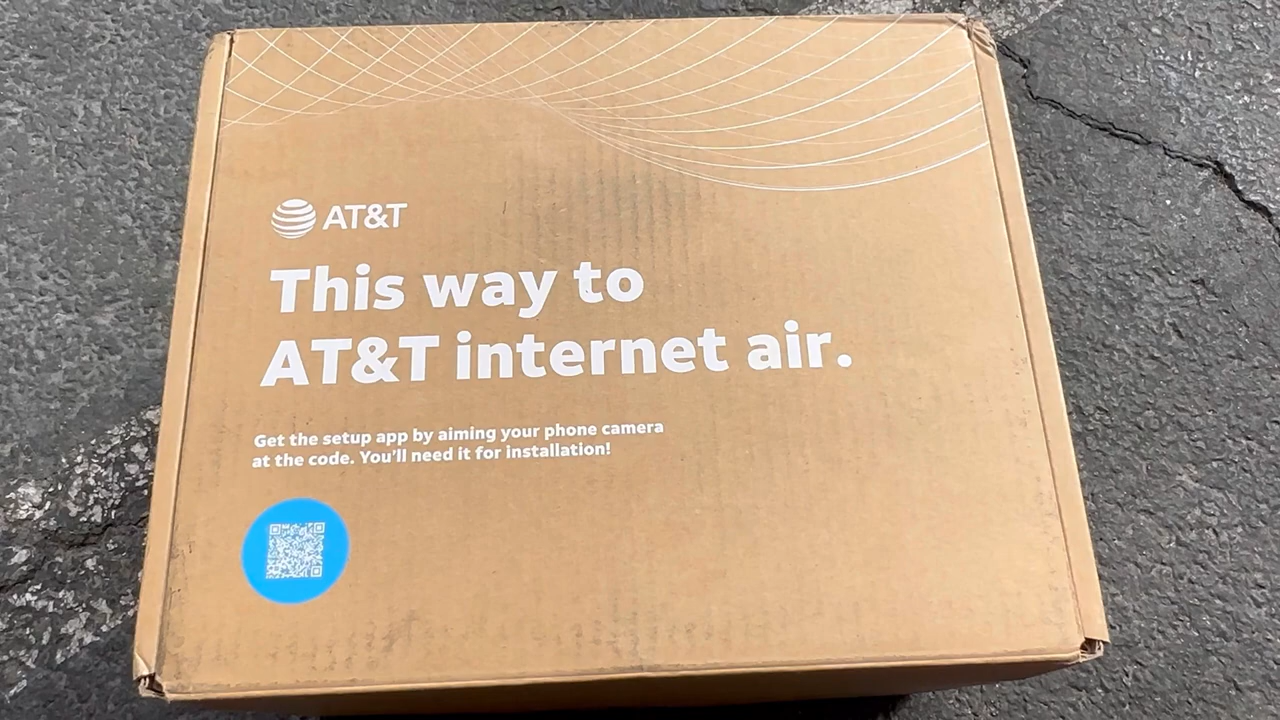 AT&T
This way to
AT&T internet air.
Get the setup app by aiming your phone camera
at the code. You'll need it for installation!